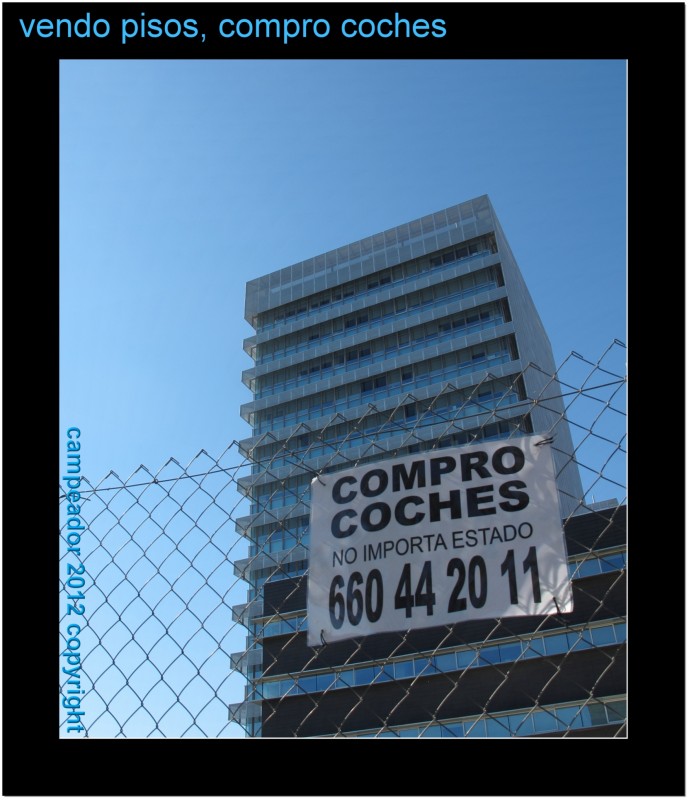 vendo pisos, compro coches
COMPRO
COCHES
NO IMPORTA ESTADO
660 44 20 11
campeador 2012 copyright